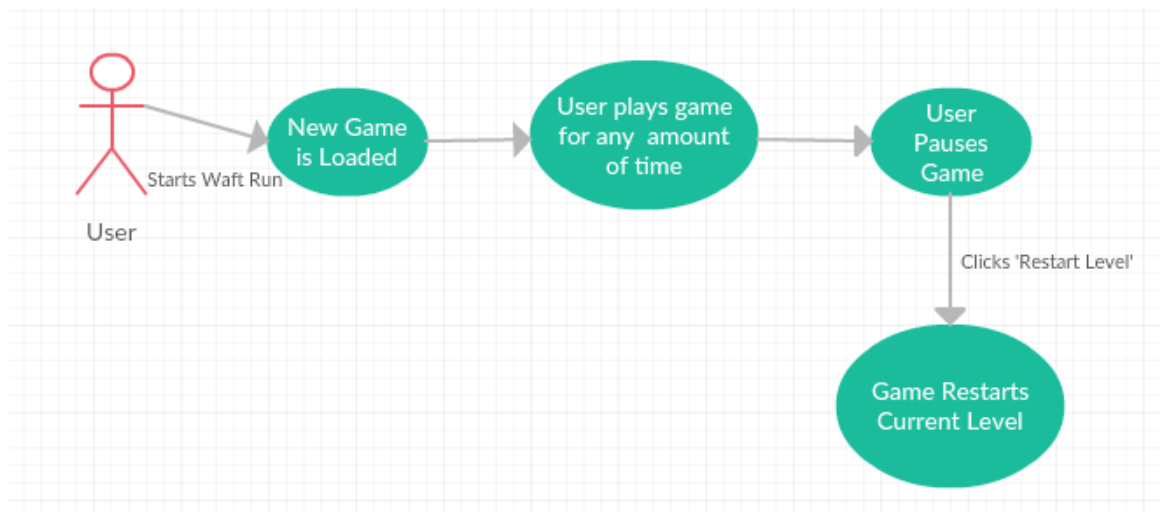 User
Starts Waft Run
New Game
is Loaded
User plays game
for any amount
of time
User
Pauses
Game
Clicks 'Restart Level'
Game Restarts
Current Level